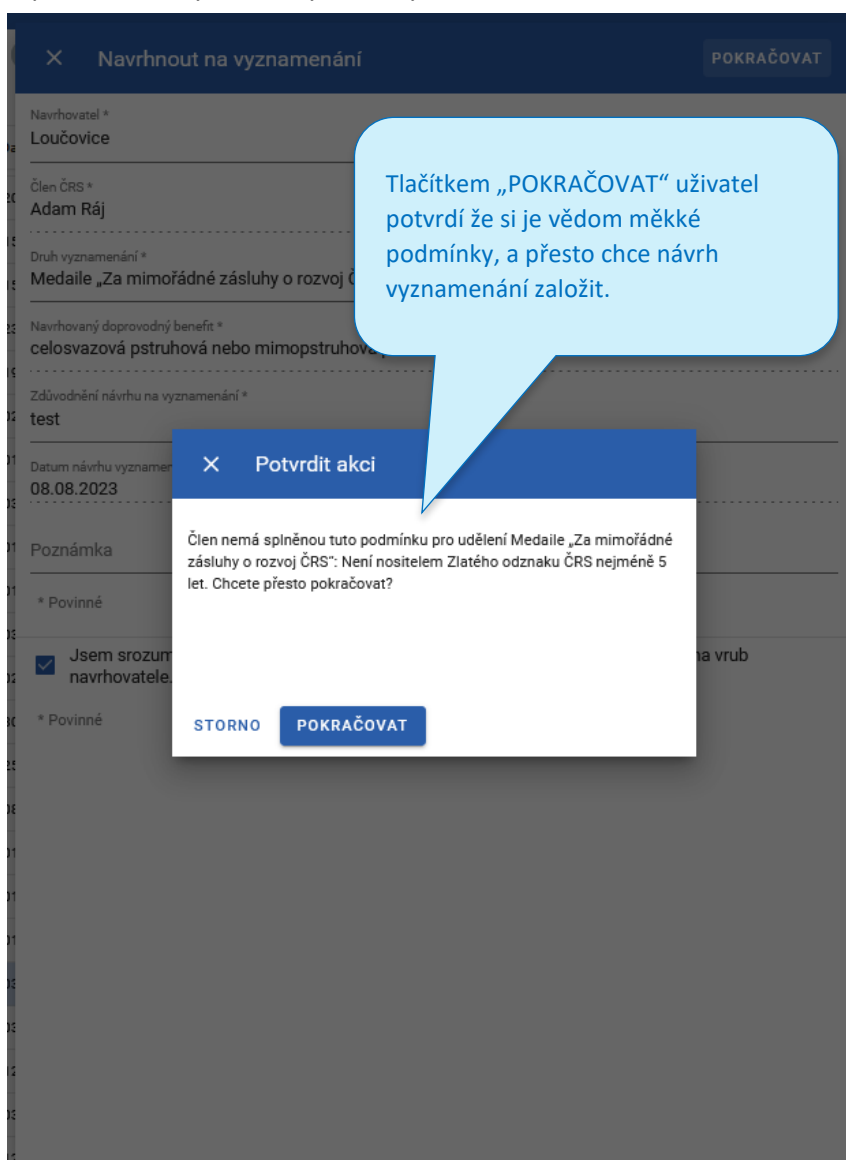 Navrhnout na vyznamenání
POKRAČOVAT
Navrhovatel *
Loučovice
Člen ČRS *
Adam Ráj
Druh vyznamenání *
Medaile „Za mimořádné zásluhy o rozvoj
Navrhovaný doprovodný benefit *
celosvazová pstruhová nebo mimopstruhová
Zdůvodnění návrhu na vyznamenání *
test
Datum návrhu
08.08.2023
Poznámka
* Povinné
Jsem
na vrub
navrhovatele.
* Povinné
Tlačítkem „POKRAČOVAT“ uživatel
potvrdí že si je vědom měkké
podmínky, a přesto chce návrh
vyznamenání založit.
Potvrdit akci
Člen nemá splněnou tuto podmínku pro udělení Medaile „Za mimořádné
zásluhy o rozvoj ČRS“: Není nositelem Zlatého odznaku ČRS nejméně 5
let. Chcete přesto pokračovat?
STORNO
POKRAČOVAT